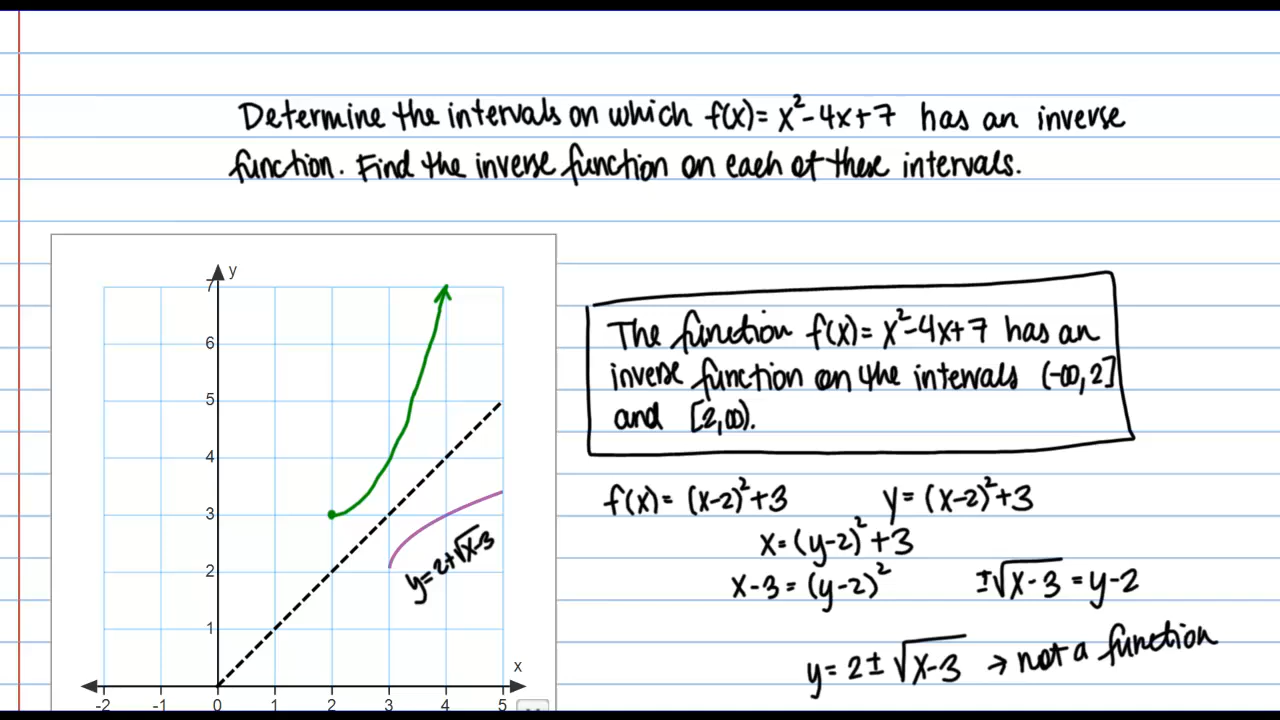 Determine the intervals on which f(x)= x²-4x+7 has an inverse
function. Find the inverse function on each of these intervals.
y
7
6
5
4
3
2
1
x
-2 -1 0 1 2 3 4 5
y=2+√x-3
The function f(x)= x²-4x+7 has an
inverse function on the intervals (-∞,2]
and [2,∞).
f(x)= (x-2)²+3 y= (x-2)²+3
x=(y-2)²+3
x-3=(y-2)² ±√x-3 = y-2
y=2±√x-3 → not a function